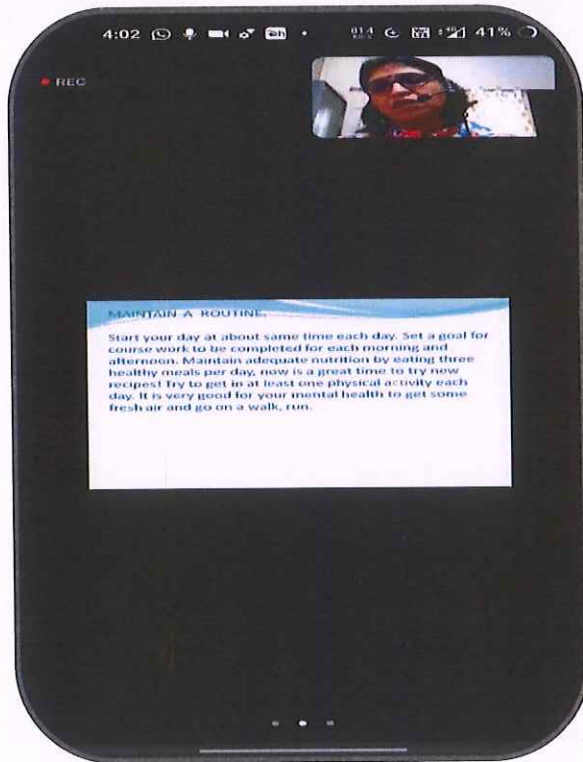 4:02 41%
REC
MAINTAIN A ROUTINE.
Start your day at about same time each day. Set a goal for
course work to be completed for each morning and
afternoon. Maintain adequate nutrition by eating three
healthy meals per day, now is a great time to try new
recipes! Try to get in at least one physical activity each
day. It is very good for your mental health to get some
fresh air and go on a walk, run.